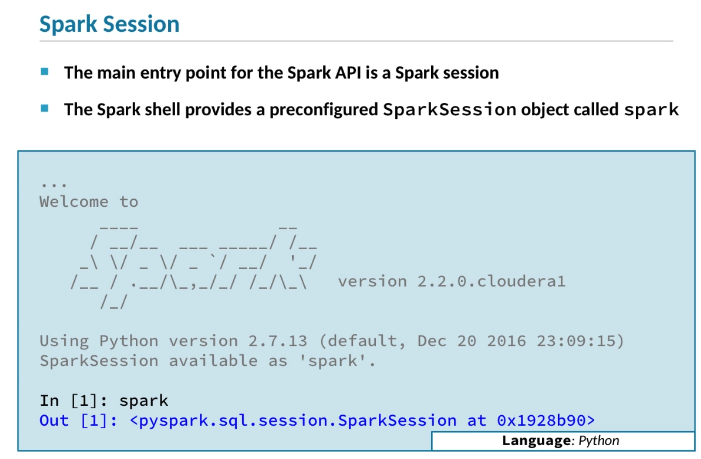 Spark Session
The main entry point for the Spark API is a Spark session
The Spark shell provides a preconfigured SparkSession object called spark
...
Welcome to
      ____              __
     / __/__  ___ _____/ /__
    _\ \/ _ \/ _ `/ __/  '_/
   /__ / .__/\_,_/_/ /_/\_\   version 2.2.0.cloudera1
      /_/
Using Python version 2.7.13 (default, Dec 20 2016 23:09:15)
SparkSession available as 'spark'.
In [1]: spark
Out [1]: <pyspark.sql.session.SparkSession at 0x1928b90>
Language: Python